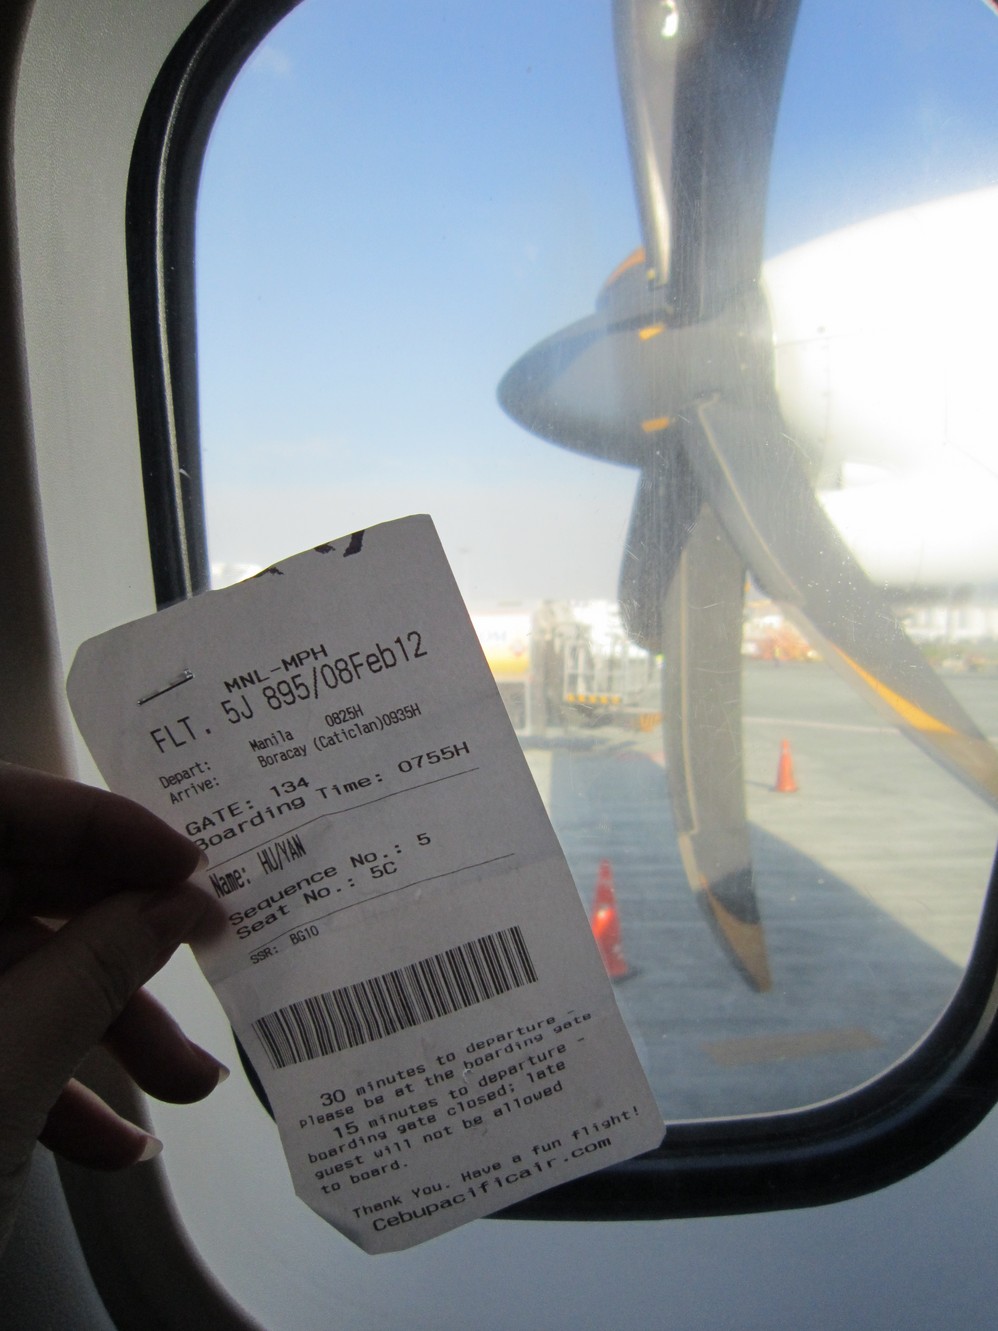 MNL-MPH
FLT. 5J 895/08Feb12
Depart: Manila 0825H
Arrive: Boracay (Caticlan)0935H
GATE: 134
Boarding Time: 0755H
Name: HU/YAN
Sequence No.: 5
Seat No.: 5C
SSR: BG10
30 minutes to departure -
please be at the boarding gate
15 minutes to departure -
boarding gate closed; late
guest will not be allowed
to board.
Thank You. Have a fun flight!
Cebupacificair.com